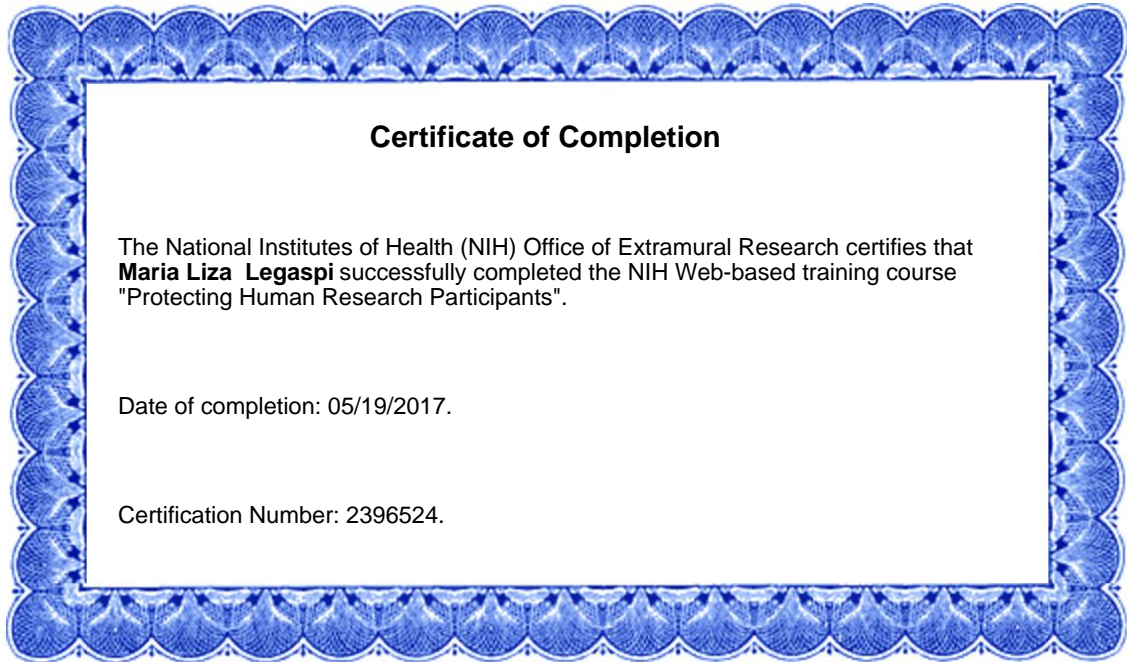 Certificate of Completion
The National Institutes of Health (NIH) Office of Extramural Research certifies that
Maria Liza  Legaspi successfully completed the NIH Web-based training course
"Protecting Human Research Participants".
Date of completion: 05/19/2017.
Certification Number: 2396524.